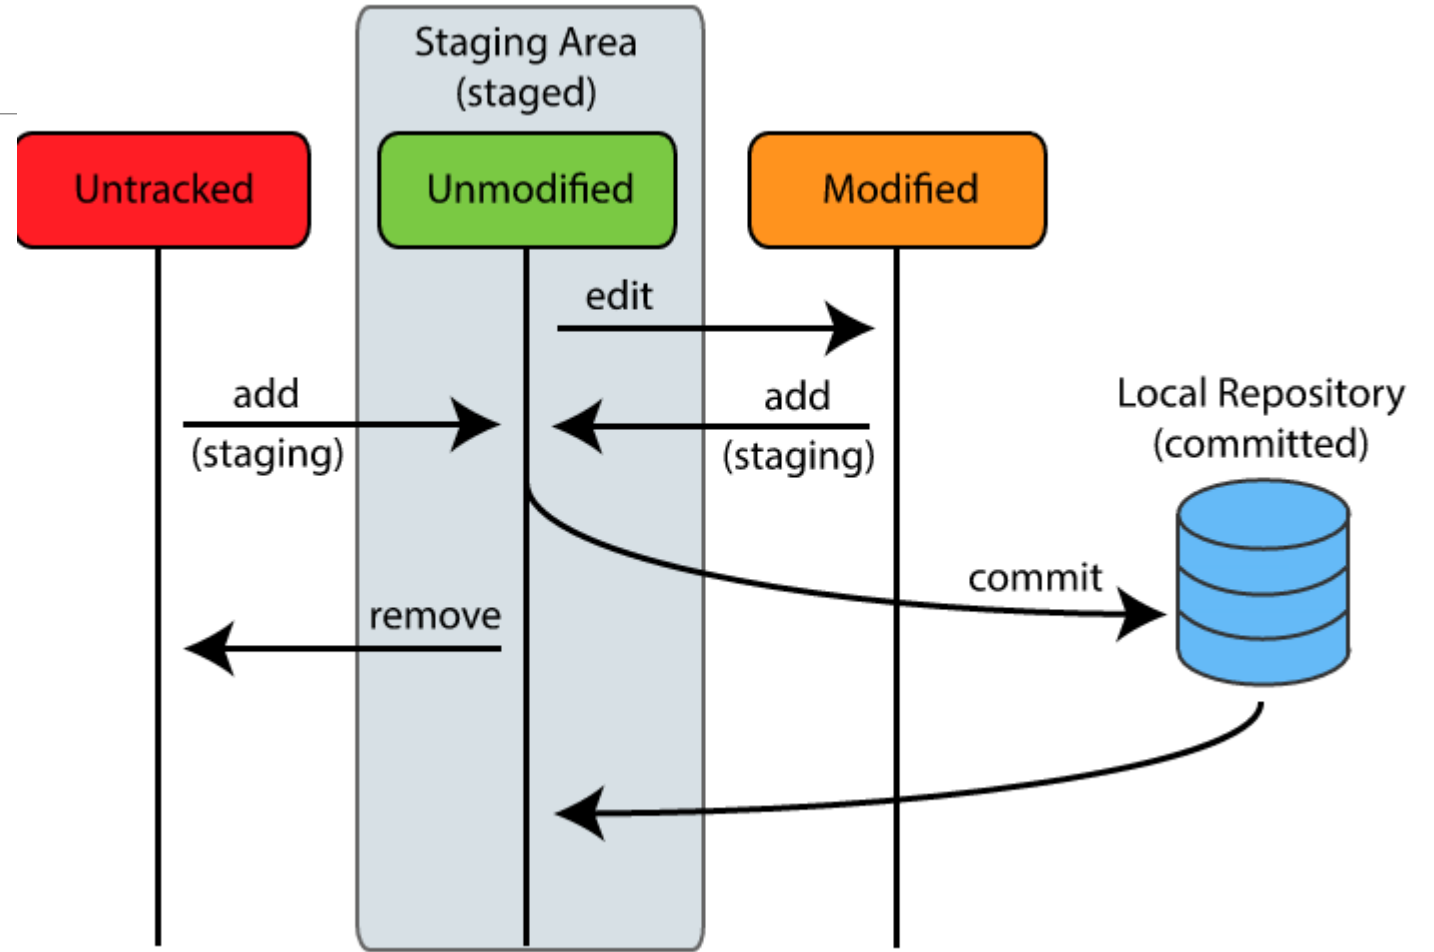 Staging Area
(staged)
Untracked
Unmodified
Modified
edit
add
(staging)
add
(staging)
Local Repository
(committed)
commit
remove